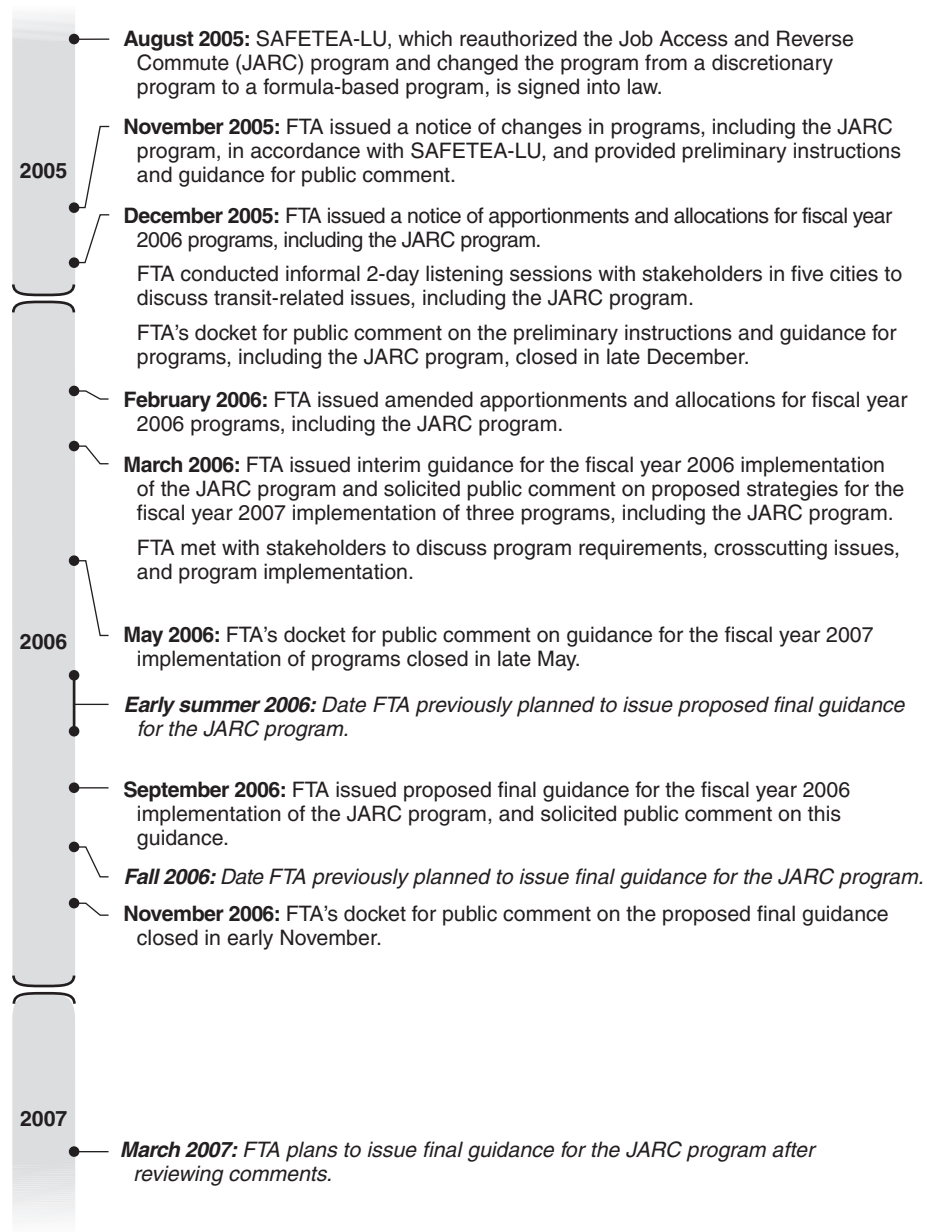 August 2005: SAFETEA-LU, which reauthorized the Job Access and Reverse
Commute (JARC) program and changed the program from a discretionary
program to a formula-based program, is signed into law.
November 2005: FTA issued a notice of changes in programs, including the JARC
program, in accordance with SAFETEA-LU, and provided preliminary instructions
and guidance for public comment.
2005
December 2005: FTA issued a notice of apportionments and allocations for fiscal year
2006 programs, including the JARC program.
FTA conducted informal 2-day listening sessions with stakeholders in five cities to
discuss transit-related issues, including the JARC program.
FTA's docket for public comment on the preliminary instructions and guidance for
programs, including the JARC program, closed in late December.
February 2006: FTA issued amended apportionments and allocations for fiscal year
2006 programs, including the JARC program.
March 2006: FTA issued interim guidance for the fiscal year 2006 implementation
of the JARC program and solicited public comment on proposed strategies for the
fiscal year 2007 implementation of three programs, including the JARC program.
FTA met with stakeholders to discuss program requirements, crosscutting issues,
and program implementation.
2006
May 2006: FTA's docket for public comment on guidance for the fiscal year 2007
implementation of programs closed in late May.
Early summer 2006: Date FTA previously planned to issue proposed final guidance
for the JARC program.
September 2006: FTA issued proposed final guidance for the fiscal year 2006
implementation of the JARC program, and solicited public comment on this
guidance.
Fall 2006: Date FTA previously planned to issue final guidance for the JARC program.
November 2006: FTA's docket for public comment on the proposed final guidance
closed in early November.
2007
March 2007: FTA plans to issue final guidance for the JARC program after
reviewing comments.